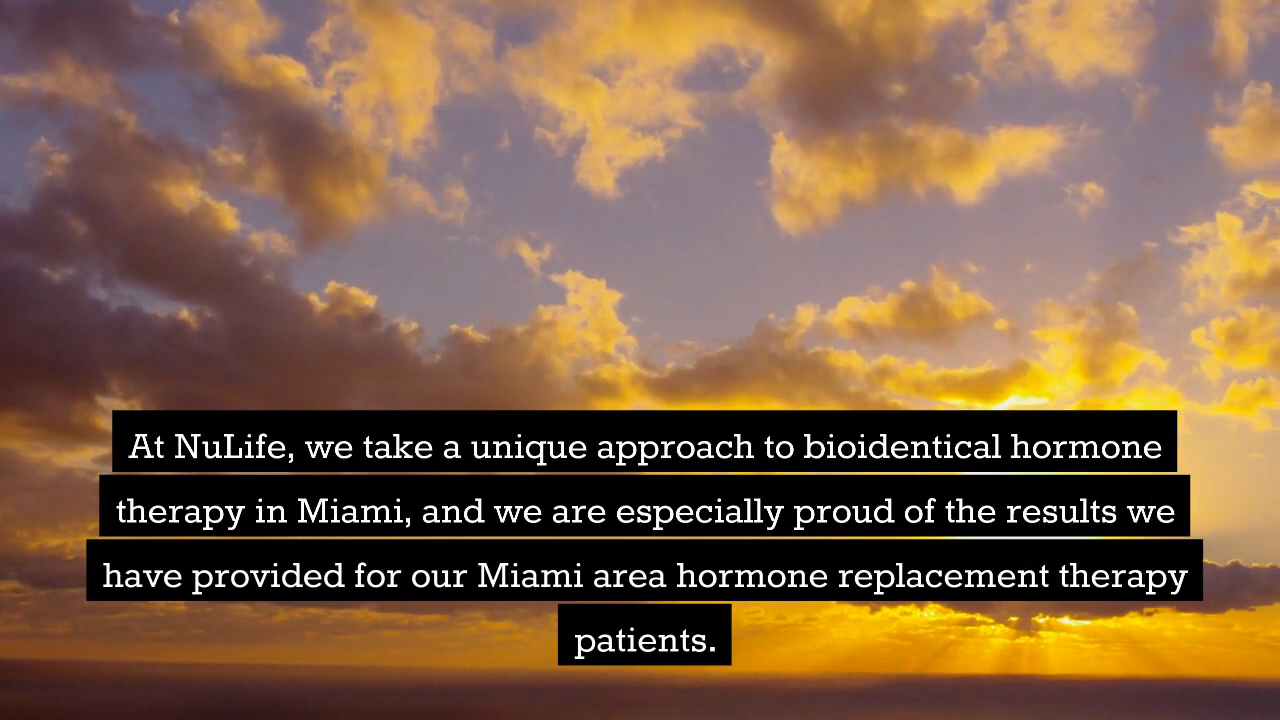 At NuLife, we take a unique approach to bioidentical hormone
therapy in Miami, and we are especially proud of the results we
have provided for our Miami area hormone replacement therapy
patients.